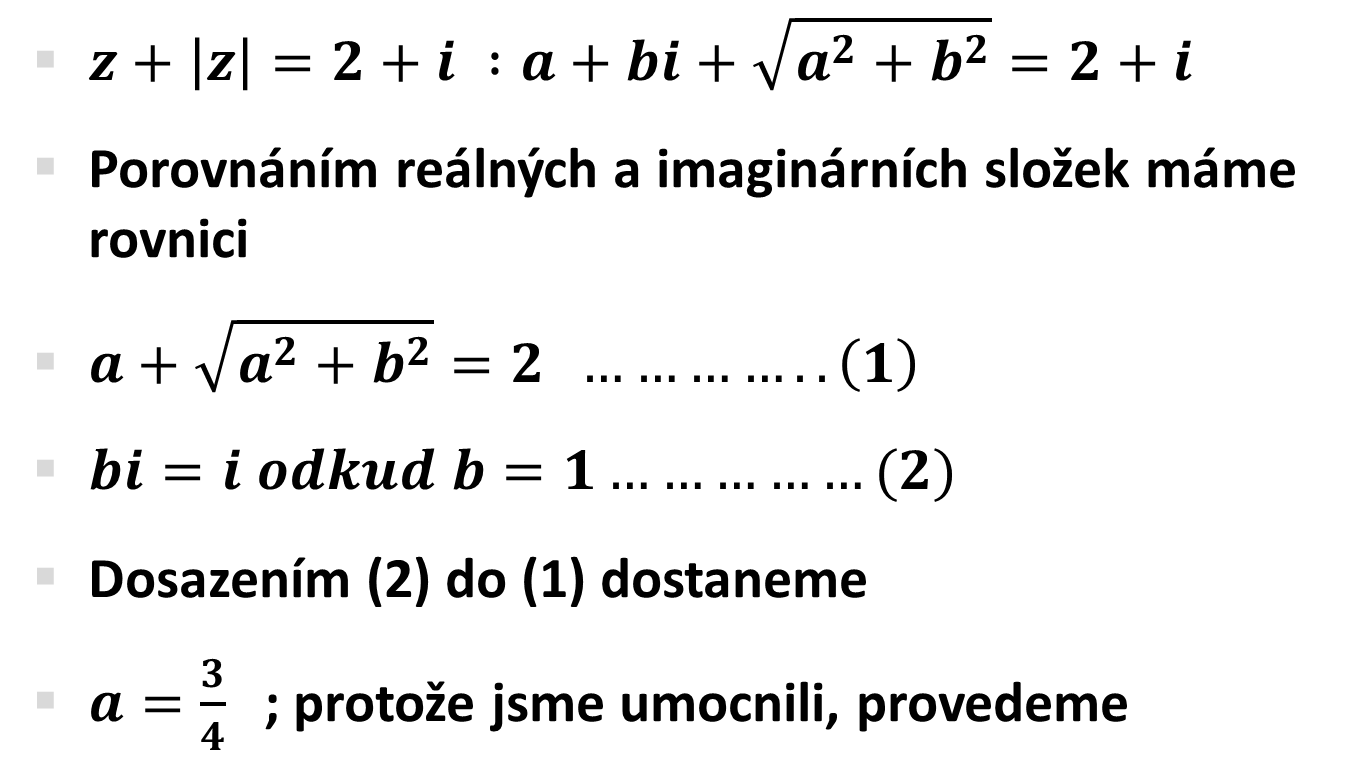 z + |z| = 2 + i : a + bi + √(a² + b²) = 2 + i
Porovnáním reálných a imaginárních složek máme
rovnici
a + √(a² + b²) = 2 … … … … . . (1)
bi = i odkud b = 1 … … … … … (2)
Dosazením (2) do (1) dostaneme
a = 3/4 ; protože jsme umocnili, provedeme